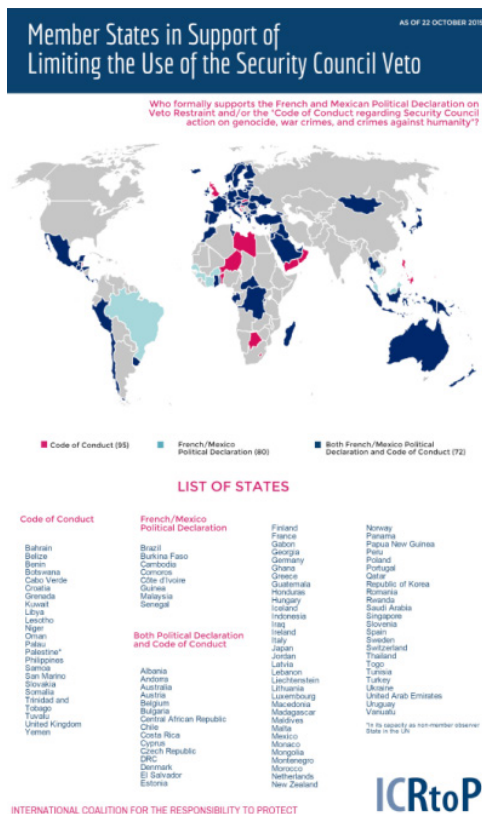 AS OF 22 OCTOBER 2015
Member States in Support of
Limiting the Use of the Security Council Veto
Who formally supports the French and Mexican Political Declaration on
Veto Restraint and/or the "Code of Conduct regarding Security Council
action on genocide, war crimes, and crimes against humanity"?
Code of Conduct (95)
French/Mexico
Political Declaration (80)
Both French/Mexico Political
Declaration and Code of Conduct (72)
LIST OF STATES
Code of Conduct
Bahrain
Belize
Benin
Botswana
Cabo Verde
Croatia
Grenada
Kuwait
Libya
Lesotho
Niger
Oman
Palau
Palestine*
Philippines
Samoa
San Marino
Slovakia
Somalia
Trinidad and
Tobago
Tuvalu
United Kingdom
Yemen
French/Mexico
Political Declaration
Brazil
Burkina Faso
Cambodia
Comoros
Côte d'Ivoire
Guinea
Malaysia
Senegal
Both Political Declaration
and Code of Conduct
Albania
Andorra
Australia
Austria
Belgium
Bulgaria
Central African Republic
Chile
Costa Rica
Cyprus
Czech Republic
DRC
Denmark
El Salvador
Estonia
Finland
France
Gabon
Georgia
Germany
Ghana
Greece
Guatemala
Honduras
Hungary
Iceland
Indonesia
Iraq
Ireland
Italy
Japan
Jordan
Latvia
Lebanon
Liechtenstein
Lithuania
Luxembourg
Macedonia
Madagascar
Maldives
Malta
Mexico
Monaco
Mongolia
Montenegro
Morocco
Netherlands
New Zealand
Norway
Panama
Papua New Guinea
Peru
Poland
Portugal
Qatar
Republic of Korea
Romania
Rwanda
Saudi Arabia
Singapore
Slovenia
Spain
Sweden
Switzerland
Thailand
Togo
Tunisia
Turkey
Ukraine
United Arab Emirates
Uruguay
Vanuatu
*In its capacity as non-member observer
State in the UN
ICRtoP
INTERNATIONAL COALITION FOR THE RESPONSIBILITY TO PROTECT